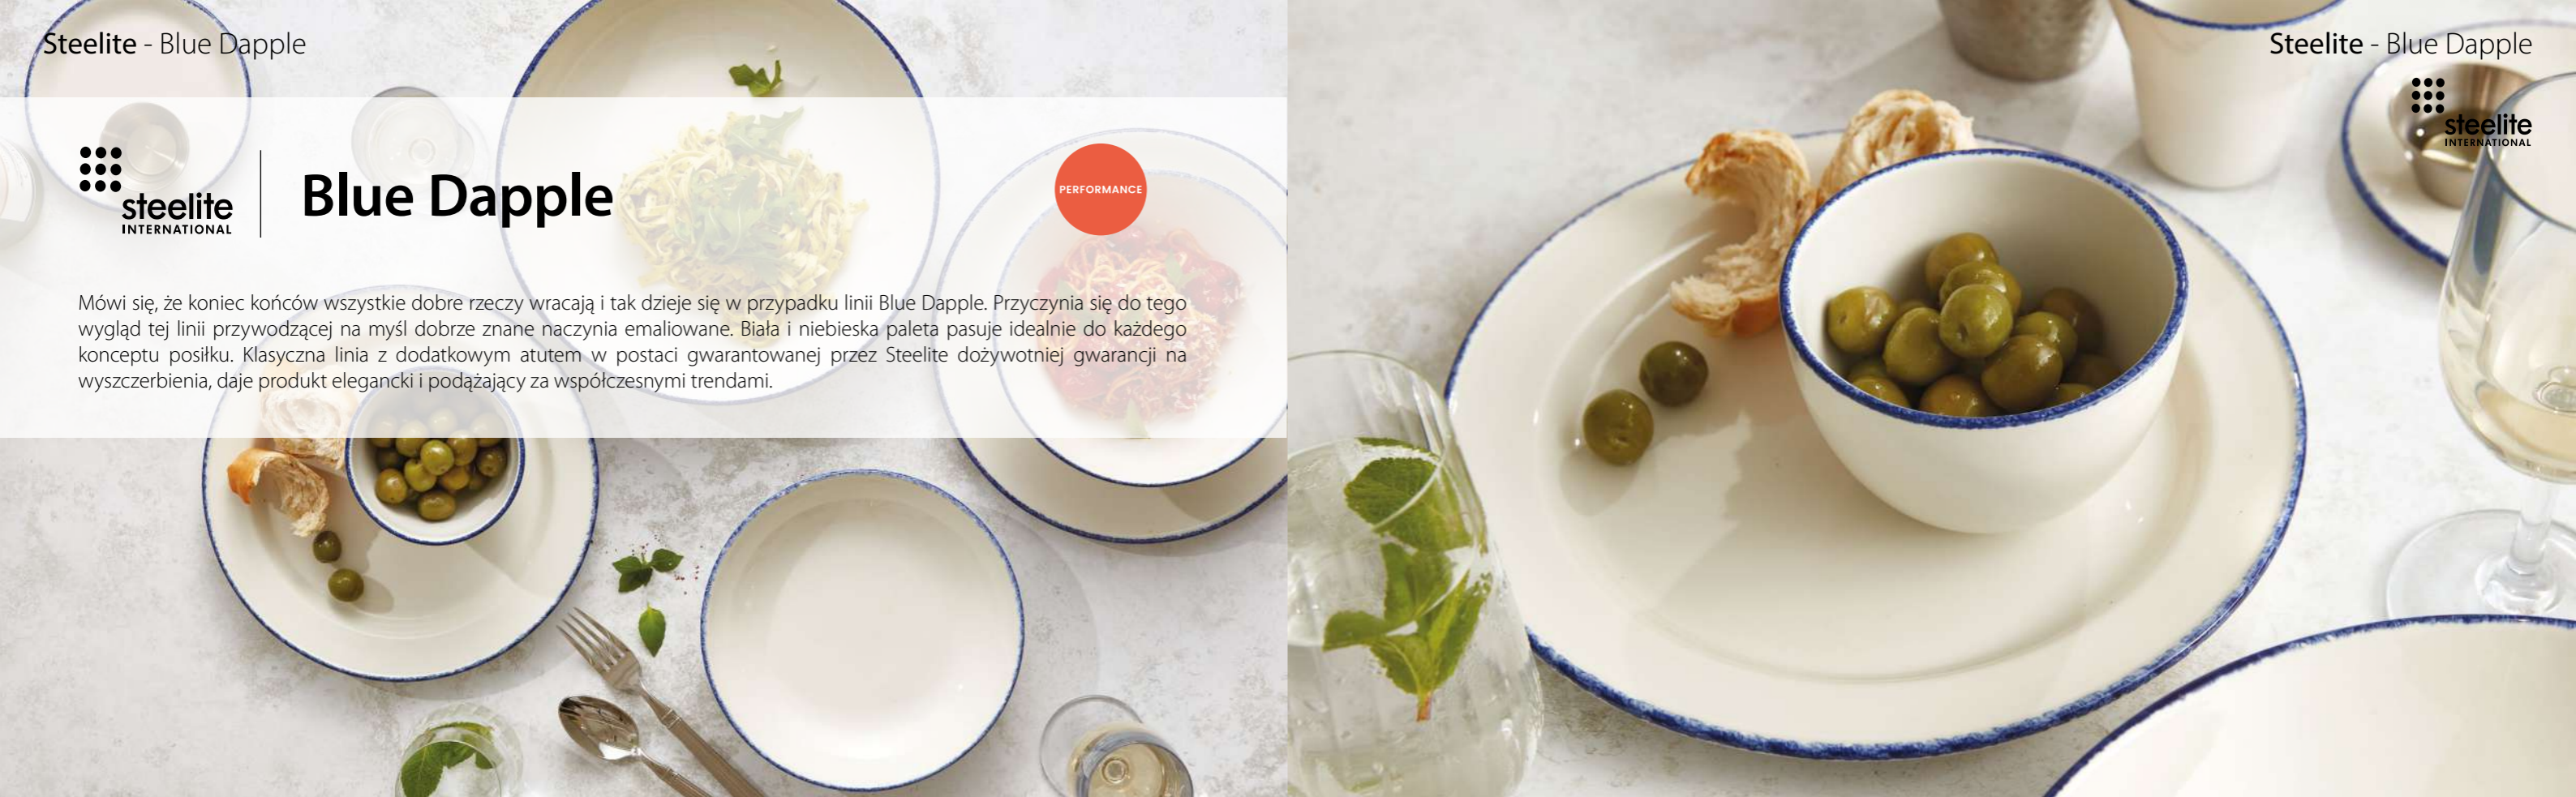 Steelite - Blue Dapple
steelite
INTERNATIONAL
Blue Dapple
PERFORMANCE
Mówi się, że koniec końców wszystkie dobre rzeczy wracają i tak dzieje się w przypadku linii Blue Dapple. Przyczynia się do tego
wygląd tej linii przywodzącej na myśl dobrze znane naczynia emaliowane. Biała i niebieska paleta pasuje idealnie do każdego
konceptu posiłku. Klasyczna linia z dodatkowym atutem w postaci gwarantowanej przez Steelite dożywotniej gwarancji na
wyszczerbienia, daje produkt elegancki i podążający za współczesnymi trendami.
Steelite - Blue Dapple
steelite
INTERNATIONAL